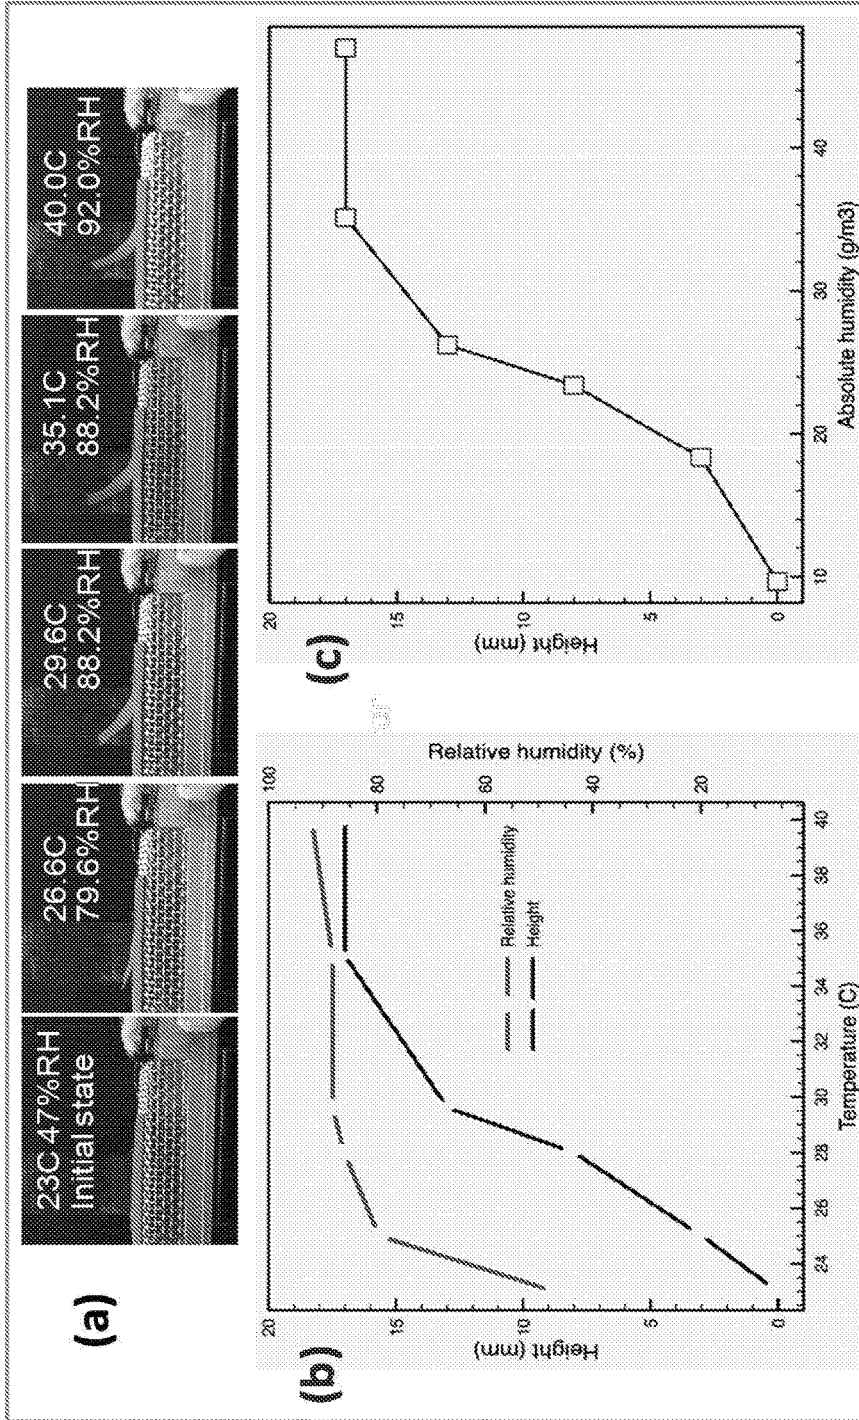 (a)
23C 47%RH
Initial state
26.6C
79.6%RH
29.6C
88.2%RH
35.1C
88.2%RH
40.0C
92.0%RH
(b)
Height (mm)
20
15
10
5
0
24
26
28
30
32
34
36
38
40
Temperature (C)
100
80
60
40
20
Relative humidity (%)
Relative humidity
Height
(c)
Height (mm)
20
15
10
5
0
10
20
30
40
Absolute humidity (g/m3)